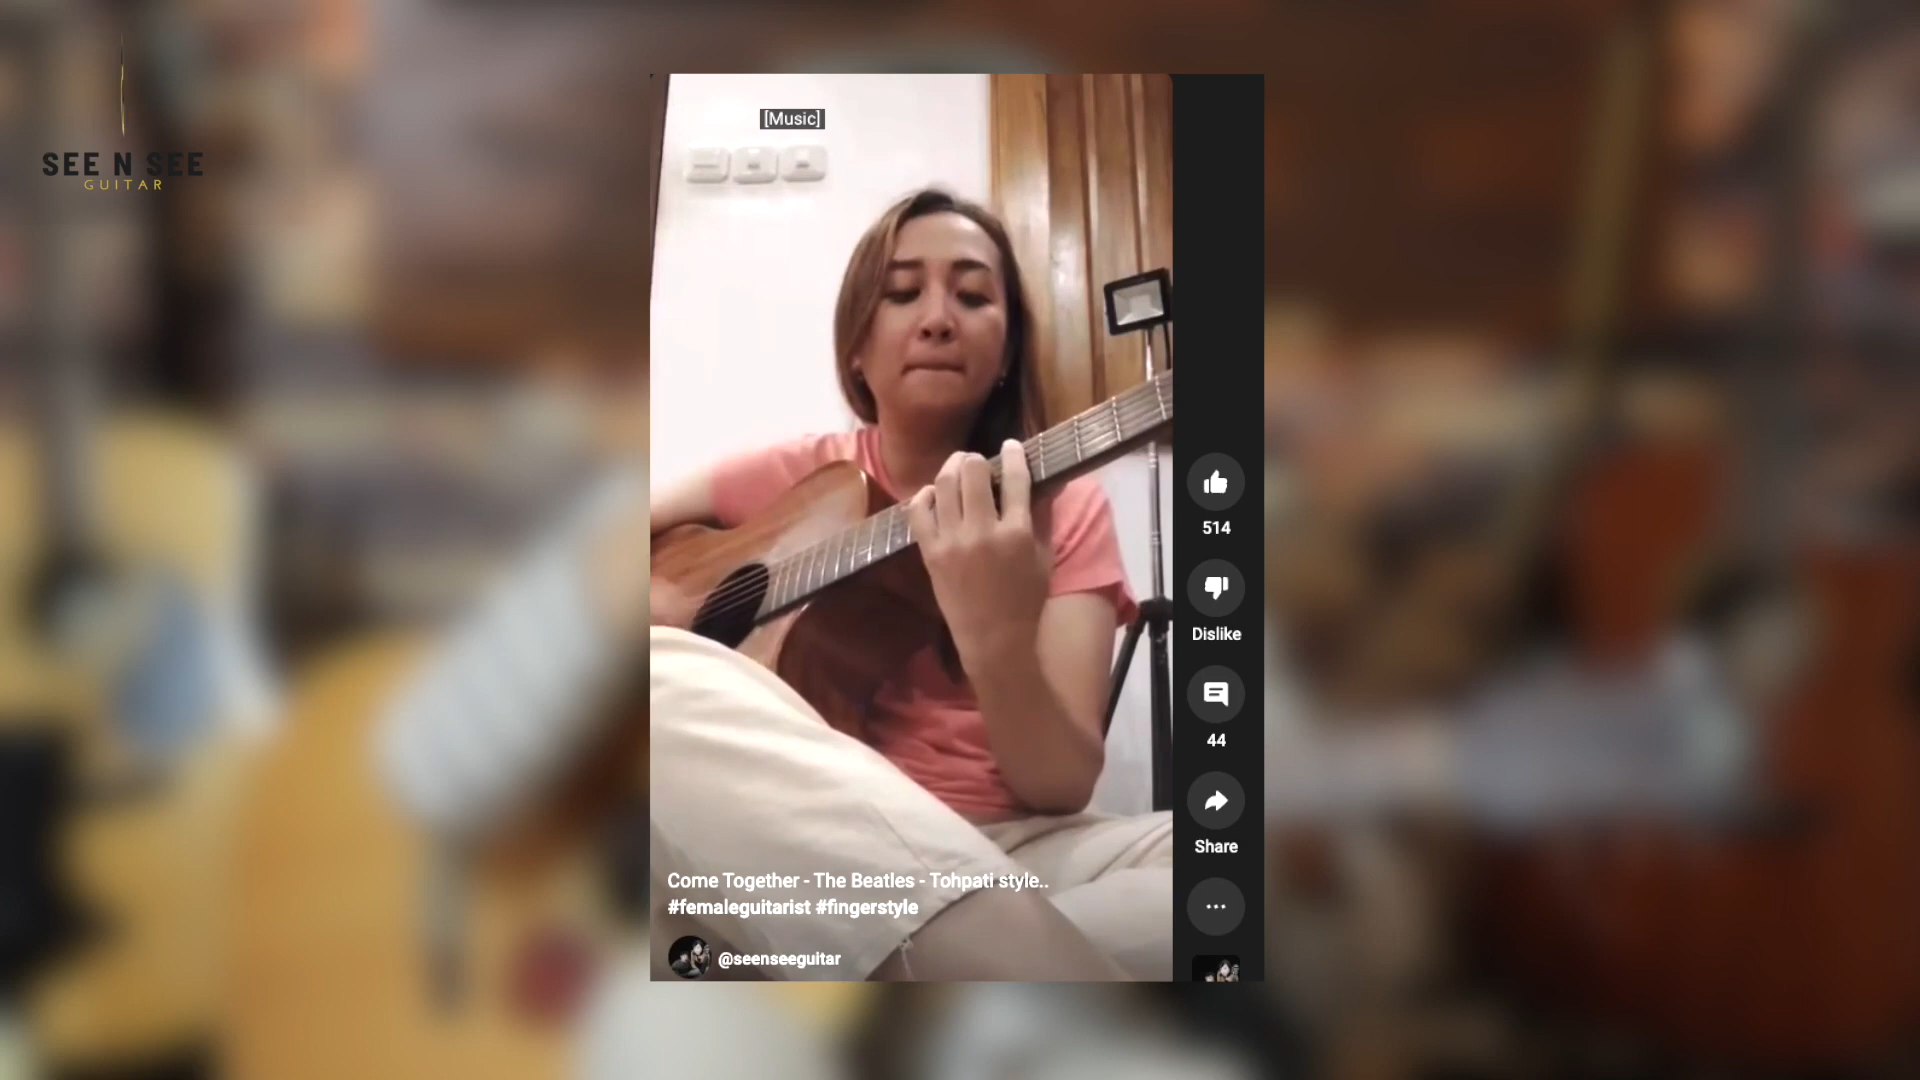 SEE N SEE
GUITAR
[Music]
514
Dislike
44
Share
Come Together - The Beatles - Tohpati style..
#femaleguitarist #fingerstyle
@seenseeguitar